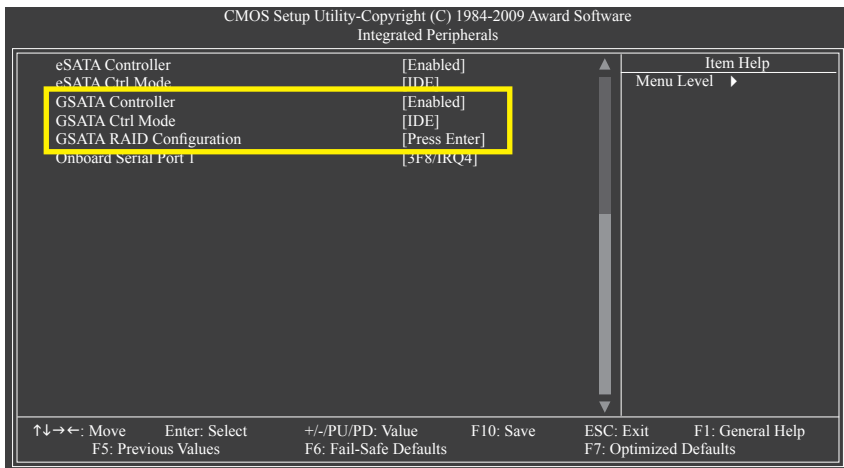 CMOS Setup Utility-Copyright (C) 1984-2009 Award Software
Integrated Peripherals
eSATA Controller [Enabled]
eSATA Ctrl Mode [IDE]
GSATA Controller [Enabled]
GSATA Ctrl Mode [IDE]
GSATA RAID Configuration [Press Enter]
Onboard Serial Port 1 [3F8/IRQ4]
Item Help
Menu Level
↑↓→←: Move Enter: Select +/-/PU/PD: Value F10: Save ESC: Exit F1: General Help
F5: Previous Values F6: Fail-Safe Defaults F7: Optimized Defaults